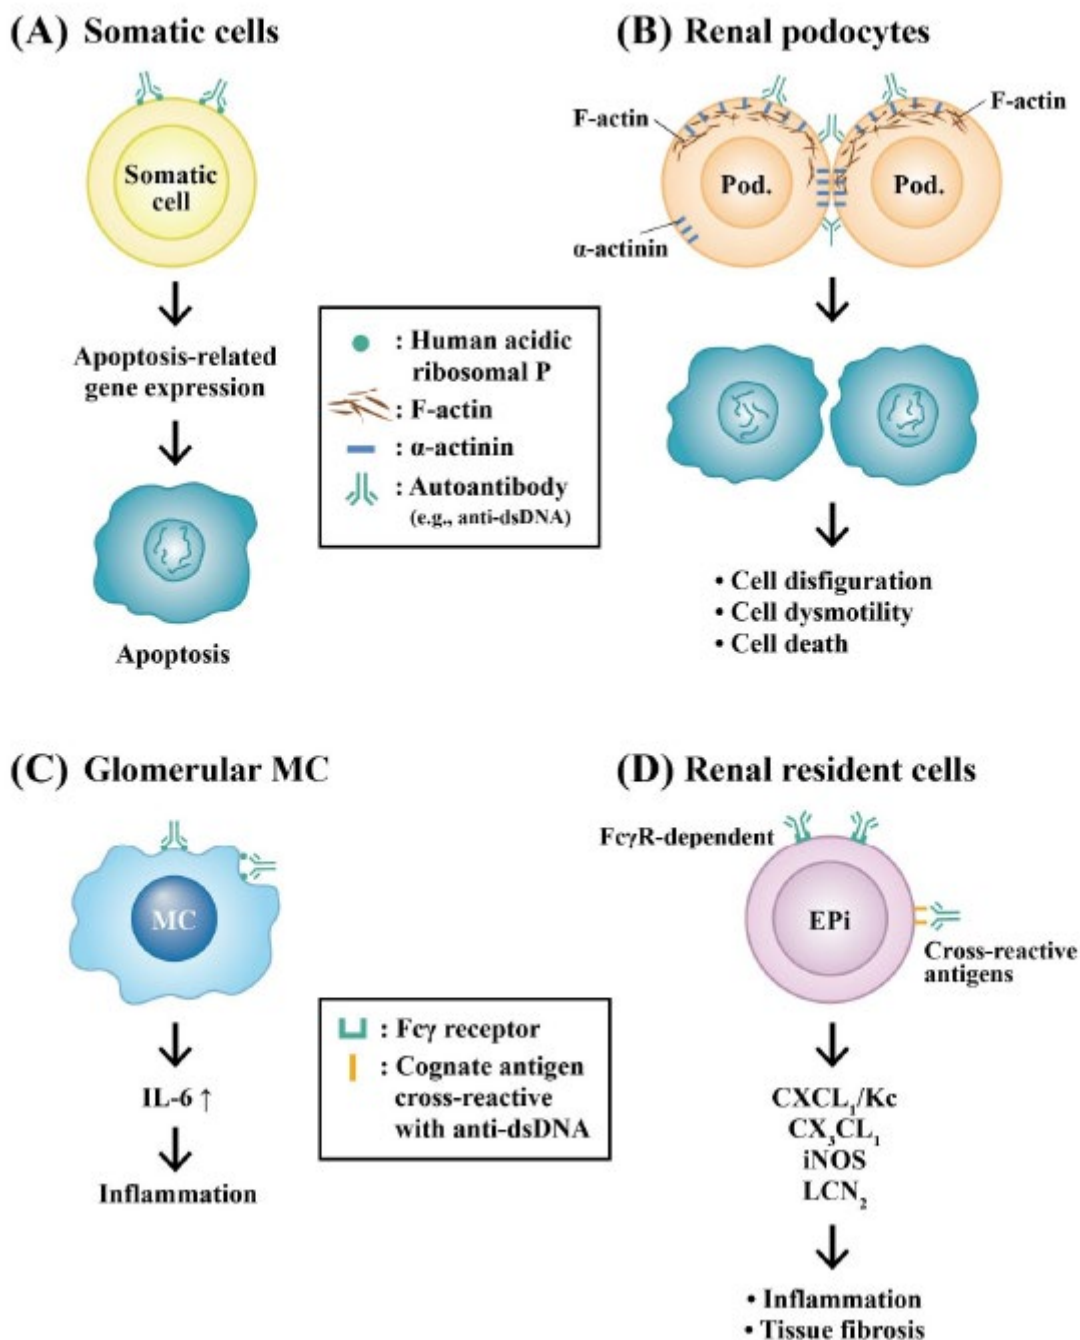 (A) Somatic cells
Somatic
cell
Apoptosis-related
gene expression
Apoptosis
(B) Renal podocytes
F-actin
F-actin
Pod.
Pod.
α-actinin
• Cell disfiguration
• Cell dysmotility
• Cell death
: Human acidic
ribosomal P
: F-actin
: α-actinin
: Autoantibody
(e.g., anti-dsDNA)
(C) Glomerular MC
MC
IL-6 ↑
Inflammation
: Fcγ receptor
: Cognate antigen
cross-reactive
with anti-dsDNA
(D) Renal resident cells
FcγR-dependent
EPi
Cross-reactive
antigens
CXCL₁/Kc
CX₃CL₁
iNOS
LCN₂
• Inflammation
• Tissue fibrosis